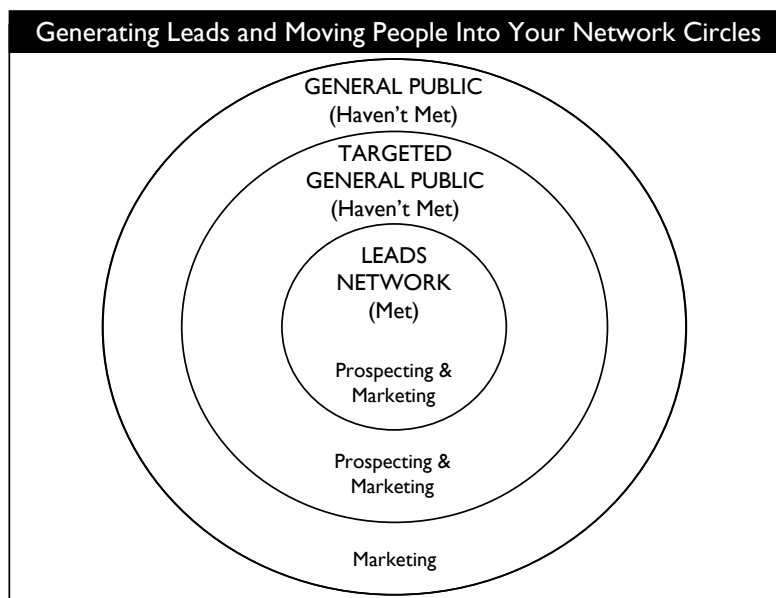 Generating Leads and Moving People Into Your Network Circles
GENERAL PUBLIC
(Haven’t Met)
TARGETED
GENERAL PUBLIC
(Haven’t Met)
LEADS
NETWORK
(Met)
Prospecting &
Marketing
Prospecting &
Marketing
Marketing